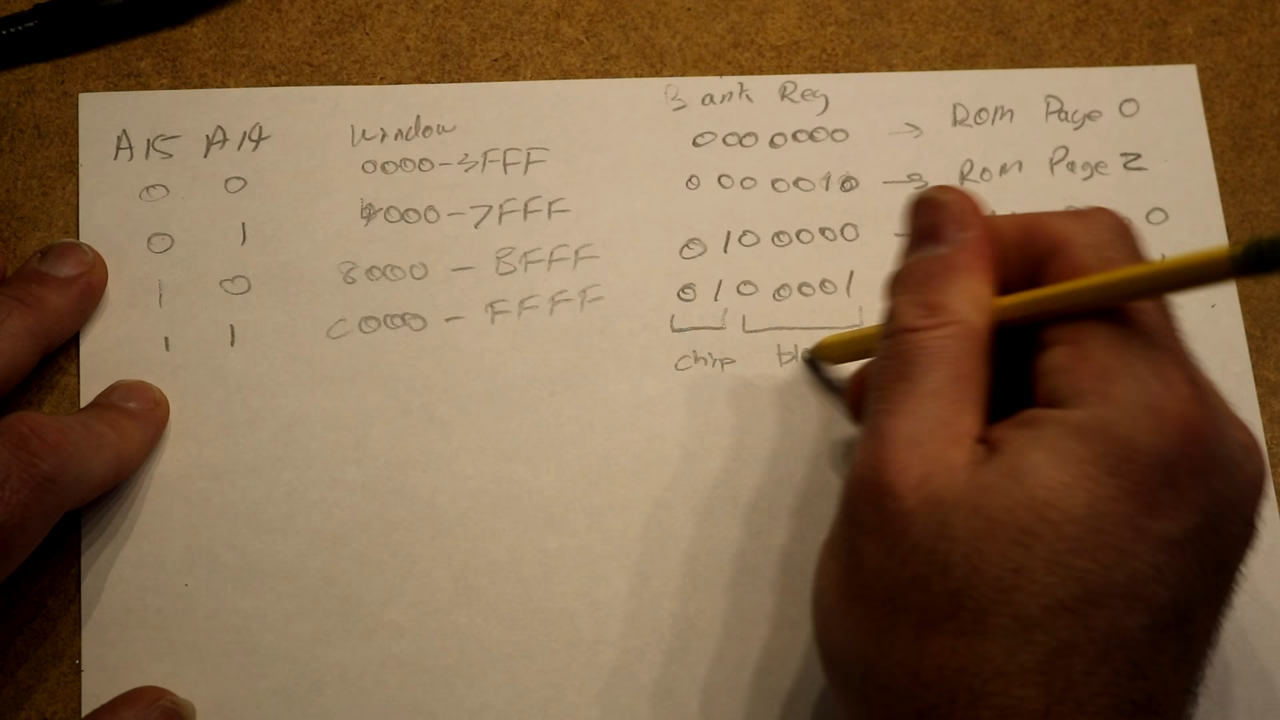 Bank Reg
A15 A14 Window
0 0 0000-3FFF 0000000 → ROM Page 0
0 1 4000-7FFF 0000010 → ROM Page 2
1 0 8000 - BFFF 0100000 0
1 1 C000 - FFFF 0100001
chip